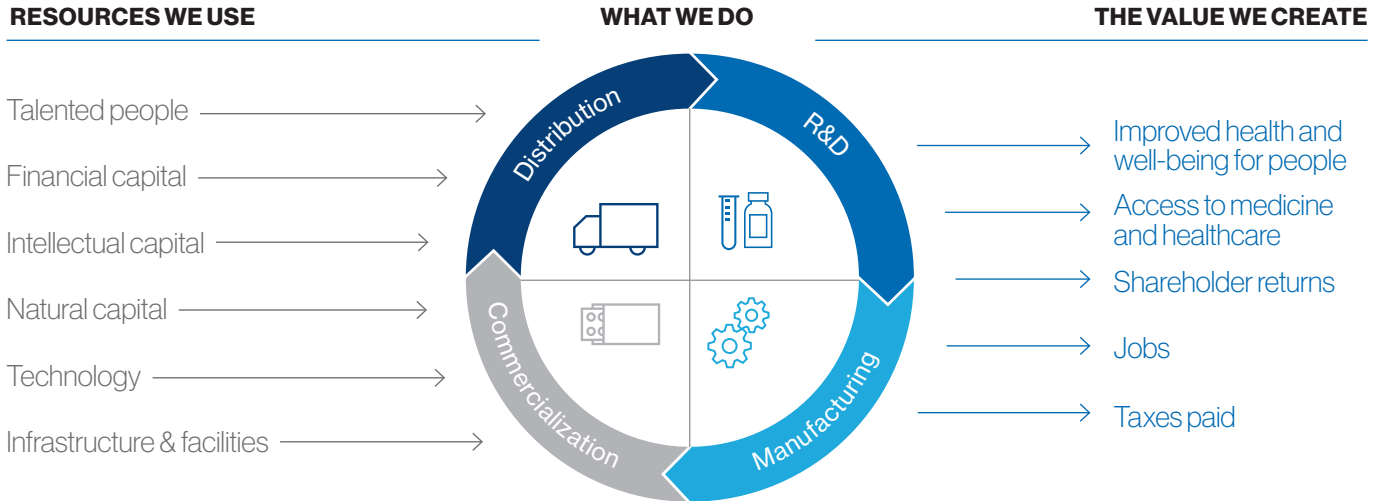 RESOURCES WE USE
WHAT WE DO
THE VALUE WE CREATE
Talented people
Financial capital
Intellectual capital
Natural capital
Technology
Infrastructure & facilities
Distribution
R&D
Manufacturing
Commercialization
Improved health and
well-being for people
Access to medicine
and healthcare
Shareholder returns
Jobs
Taxes paid